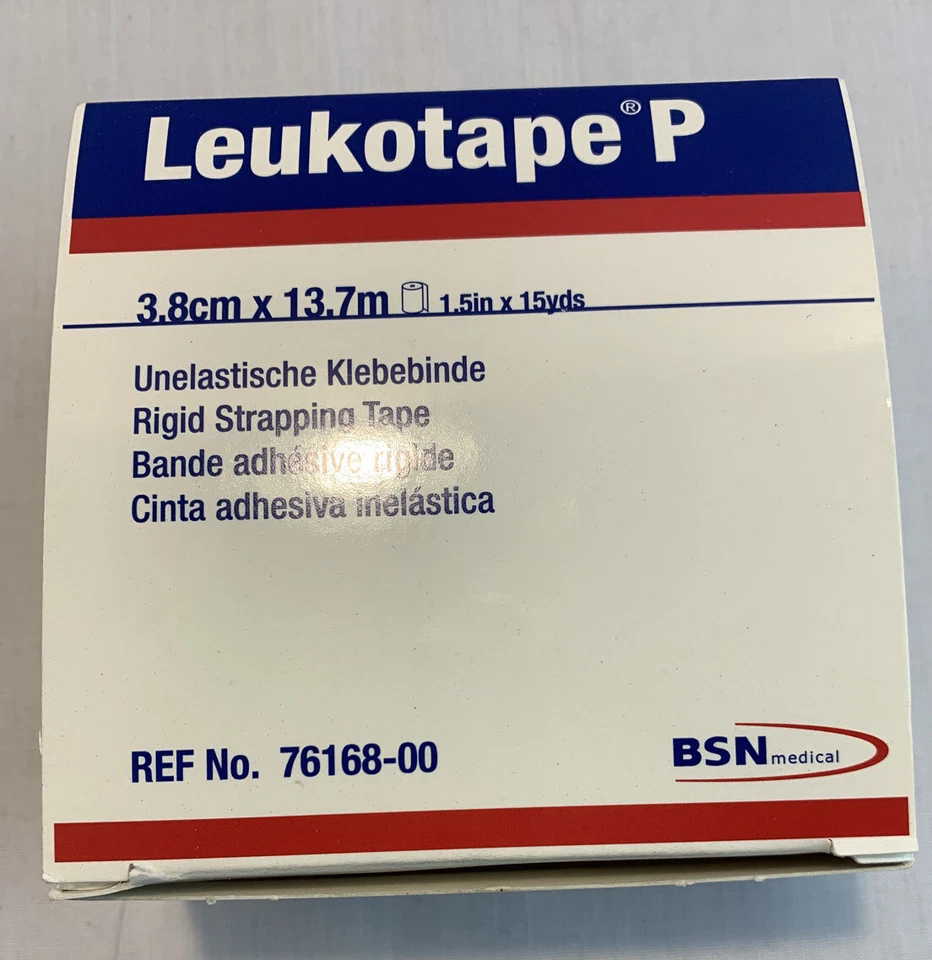 Leukotape® P
3.8cm x 13.7m 1.5in x 15yds
Unelastische Klebebinde
Rigid Strapping Tape
Bande adhésive rigide
Cinta adhesiva inelástica
REF No. 76168-00
BSN medical